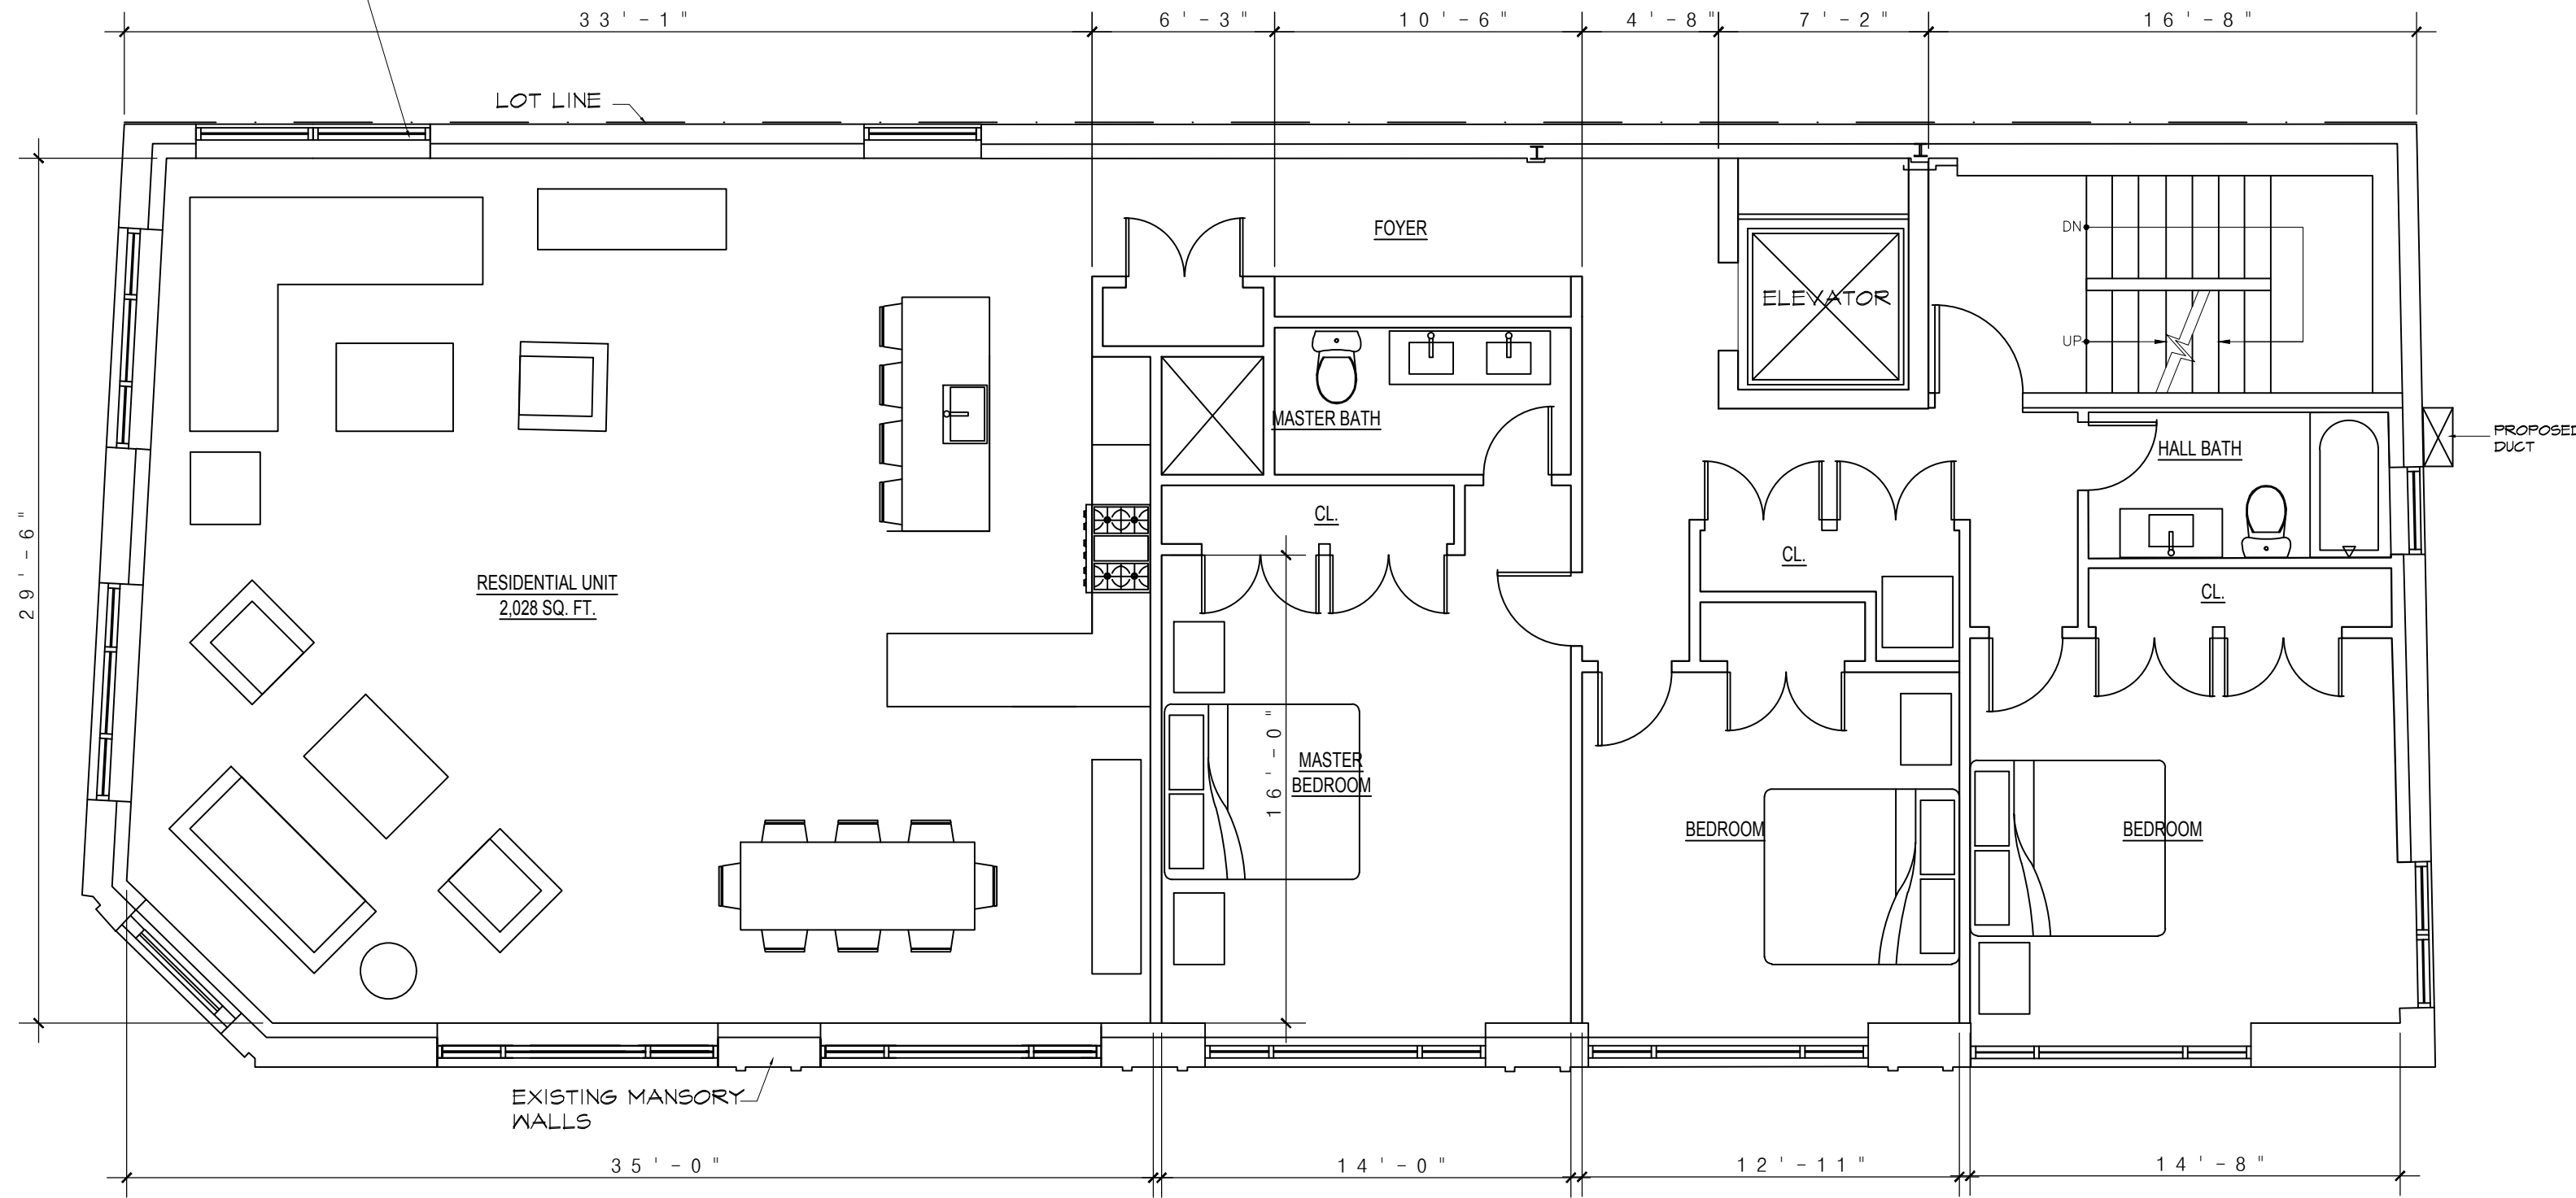 33'-1"
6'-3"
10'-6"
4'-8"
7'-2"
16'-8"
LOT LINE
FOYER
DN
ELEVATOR
UP
MASTER BATH
HALL BATH
PROPOSED
DUCT
CL.
CL.
CL.
29'-6"
RESIDENTIAL UNIT
2,028 SQ. FT.
16'-0"
MASTER
BEDROOM
BEDROOM
BEDROOM
EXISTING MANSORY
WALLS
35'-0"
14'-0"
12'-11"
14'-8"